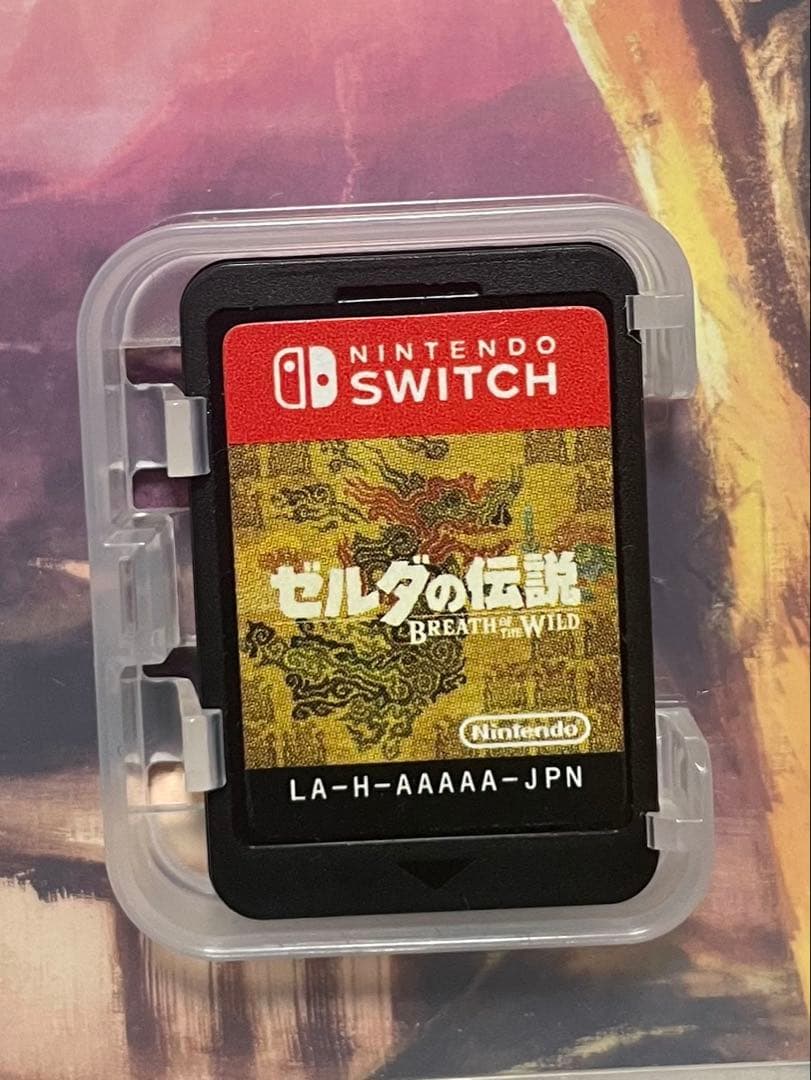 NINTENDO
SWITCH
ゼルダの伝説
BREATH OF THE WILD
Nintendo
LA-H-AAAAA-JPN